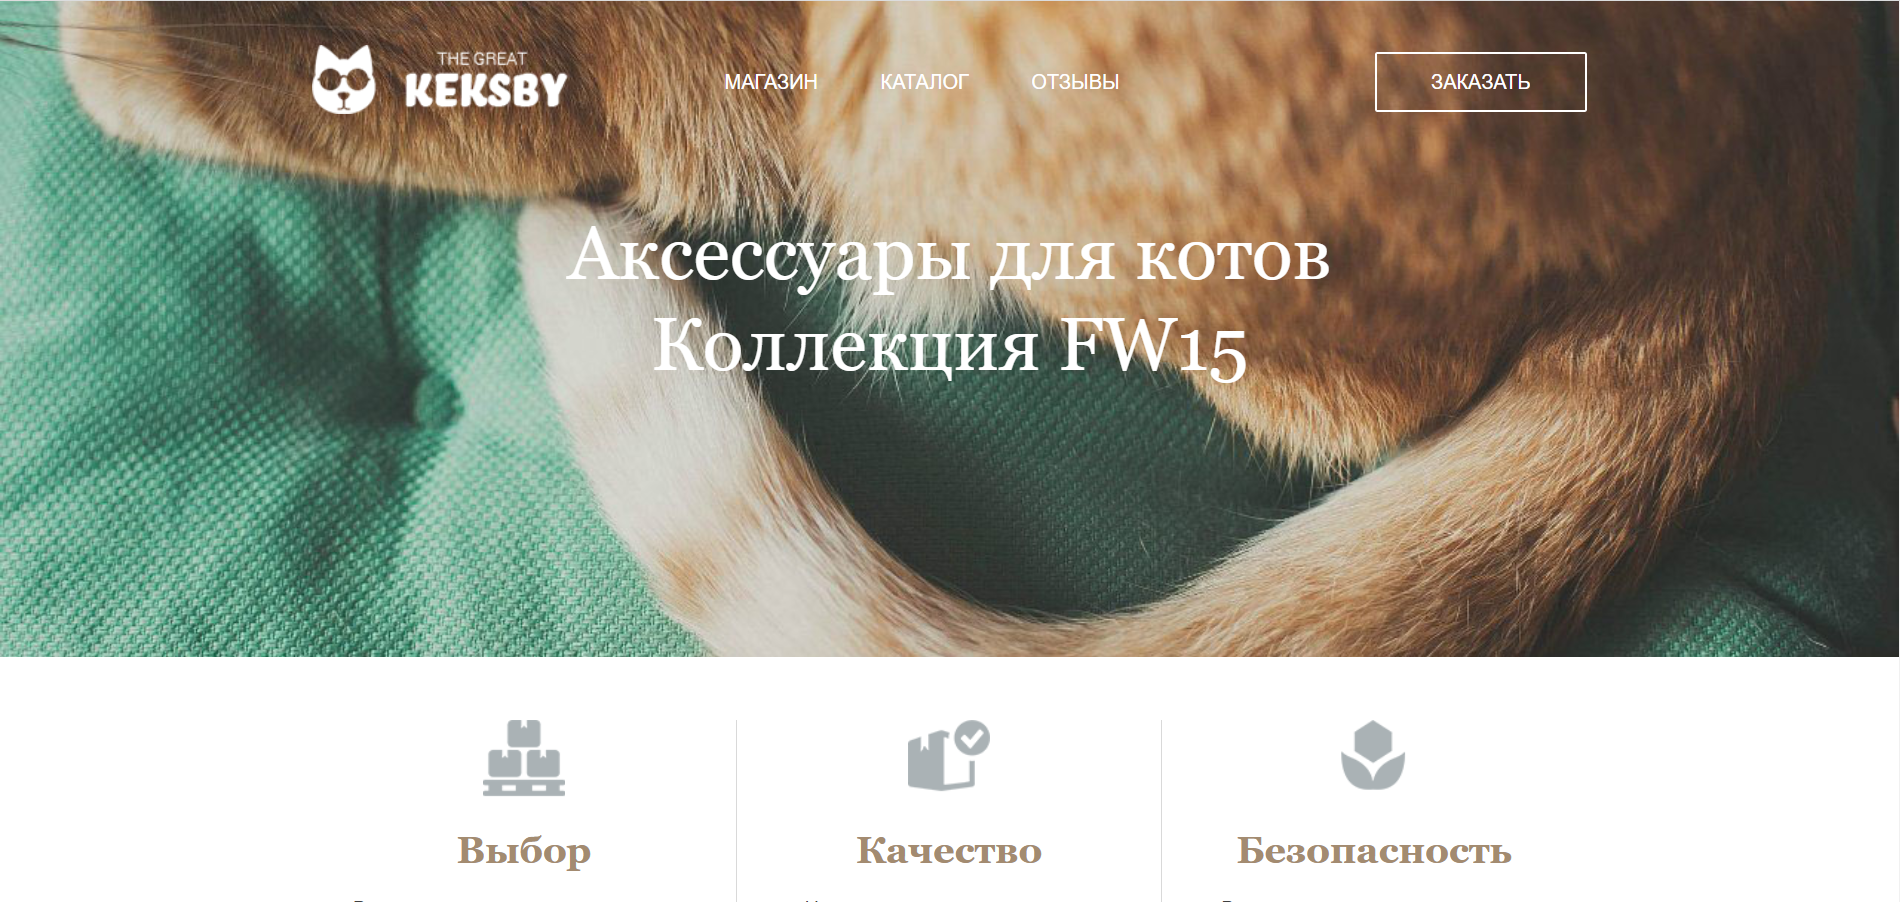 THE GREAT
KEKSBY
МАГАЗИН
КАТАЛОГ
ОТЗЫВЫ
ЗАКАЗАТЬ
Аксессуары для котов
Коллекция FW15
Выбор
Качество
Безопасность